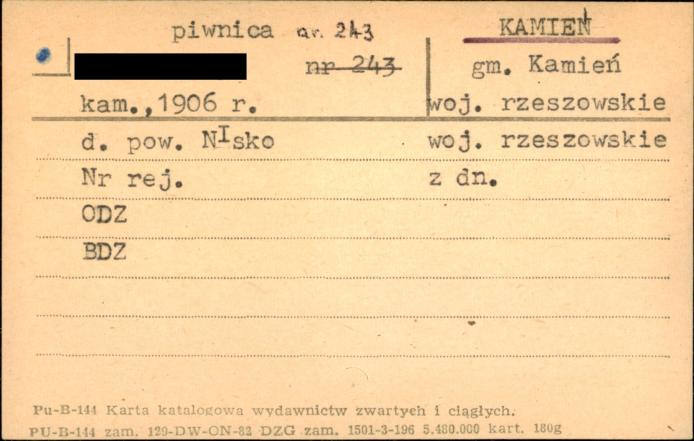 piwnica nr. 243
KAMIEŃ
nr 243
gm. Kamień
kam., 1906 r.
woj. rzeszowskie
d. pow. NIsko
woj. rzeszowskie
Nr rej.
z dn.
ODZ
BDZ
Pu-B-144 Karta katalogowa wydawnictw zwartych i ciągłych.
PU-B-144 zam. 129-DW-ON-82 DZG zam. 1501-3-196 5.480.000 kart. 180g